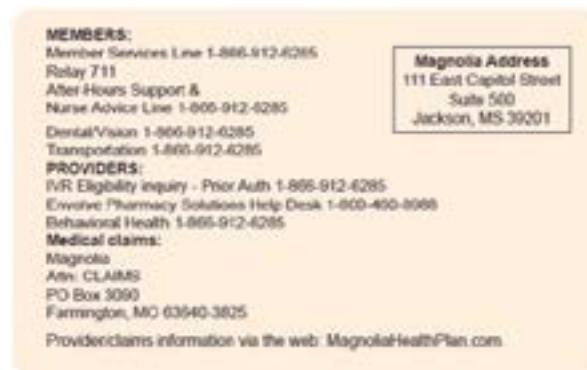 MEMBERS:
Member Services Line 1-866-912-6285
Relay 711
After-Hours Support &
Nurse Advice Line 1-866-912-6285
Dental/Vision 1-866-912-6285
Transportation 1-866-912-6285
PROVIDERS:
IVR Eligibility inquiry - Prior Auth 1-866-912-6285
Envolve Pharmacy Solutions Help Desk
Behavioral Health 1-866-912-6285
Medical claims:
Magnolia
Attn: CLAIMS
PO Box 3090
Farmington, MO 63640-3825
Provider/claims information via the web: MagnoliaHealthPlan.com
Magnolia Address
111 East Capitol Street
Suite 500
Jackson, MS 39201